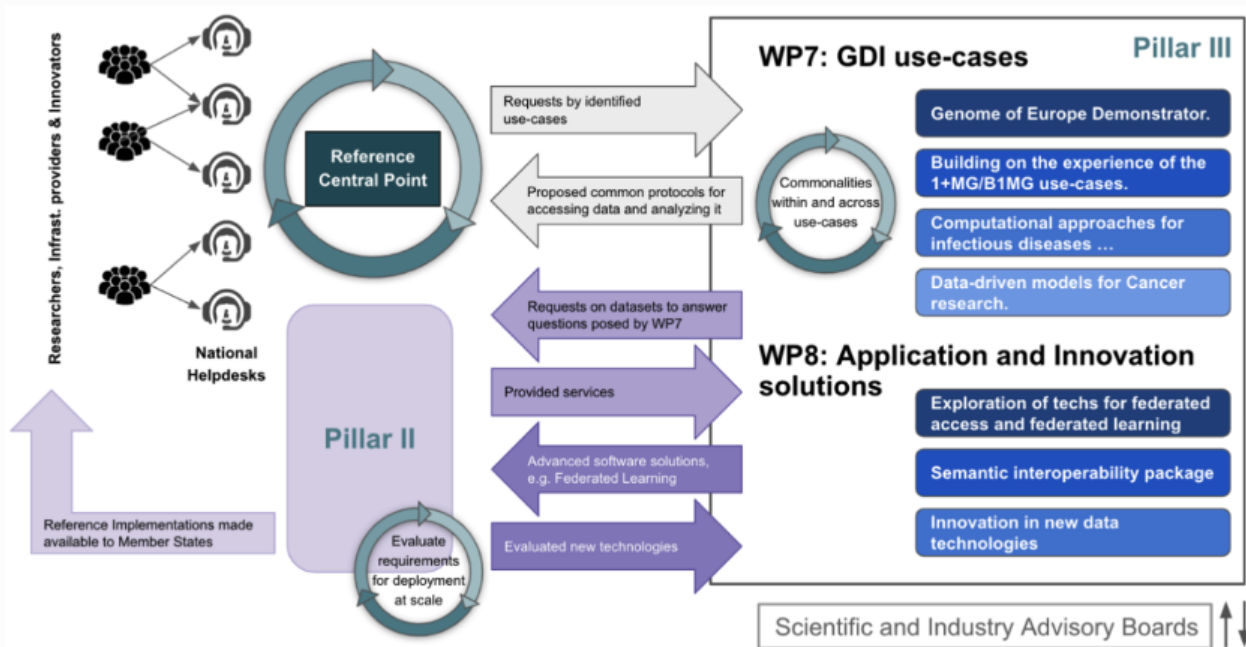 Researchers, Infrast. providers & Innovators
National
Helpdesks
Reference
Central Point
Requests by identified
use-cases
Proposed common protocols for
accessing data and analyzing it
Requests on datasets to answer
questions posed by WP7
Provided services
Advanced software solutions,
e.g. Federated Learning
Evaluated new technologies
Pillar II
Evaluate
requirements
for deployment
at scale
Reference Implementations made
available to Member States
Pillar III
WP7: GDI use-cases
Commonalities
within and across
use-cases
Genome of Europe Demonstrator.
Building on the experience of the
1+MG/B1MG use-cases.
Computational approaches for
infectious diseases ...
Data-driven models for Cancer
research.
WP8: Application and Innovation
solutions
Exploration of techs for federated
access and federated learning
Semantic interoperability package
Innovation in new data
technologies
Scientific and Industry Advisory Boards